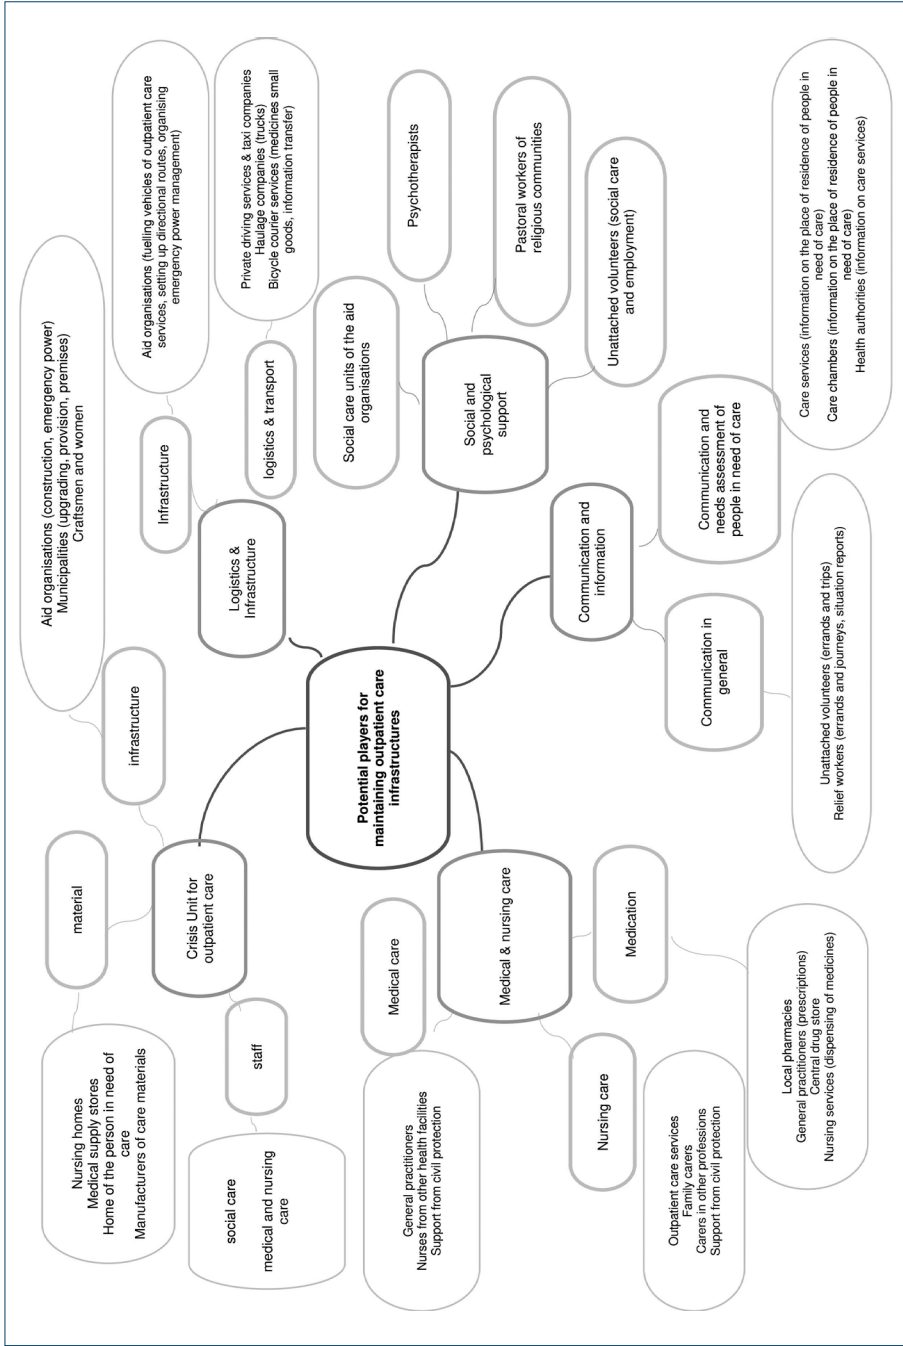 Nursing homes
Medical supply stores
Home of the person in need of
care
Manufacturers of care materials
material
social care
medical and nursing
care
staff
Crisis Unit for
outpatient care
infrastructure
Aid organisations (construction, emergency power)
Municipalities (upgrading, provision, premises)
Craftsmen and women
Infrastructure
Aid organisations (fuelling vehicles of outpatient care
services, setting up directional routes, organising
emergency power management)
Logistics &
Infrastructure
logistics & transport
Private driving services & taxi companies
Haulage companies (trucks)
Bicycle courier services (medicines small
goods, information transfer)
Potential players for
maintaining outpatient care
infrastructures
Social care units of the aid
organisations
Social and
psychological
support
Psychotherapists
Pastoral workers of
religious communities
Unattached volunteers (social care
and employment)
General practitioners
Nurses from other health facilities
Support from civil protection
Medical care
Medical & nursing care
Nursing care
Outpatient care services
Family carers
Carers in other professions
Support from civil protection
Medication
Local pharmacies
General practitioners (prescriptions)
Central drug store
Nursing services (dispensing of medicines)
Communication and
information
Communication in
general
Unattached volunteers (errands and trips)
Relief workers (errands and journeys, situation reports)
Communication and
needs assessment of
people in need of care
Care services (information on the place of residence of people in
need of care)
Care chambers (information on the place of residence of people in
need of care)
Health authorities (information on care services)